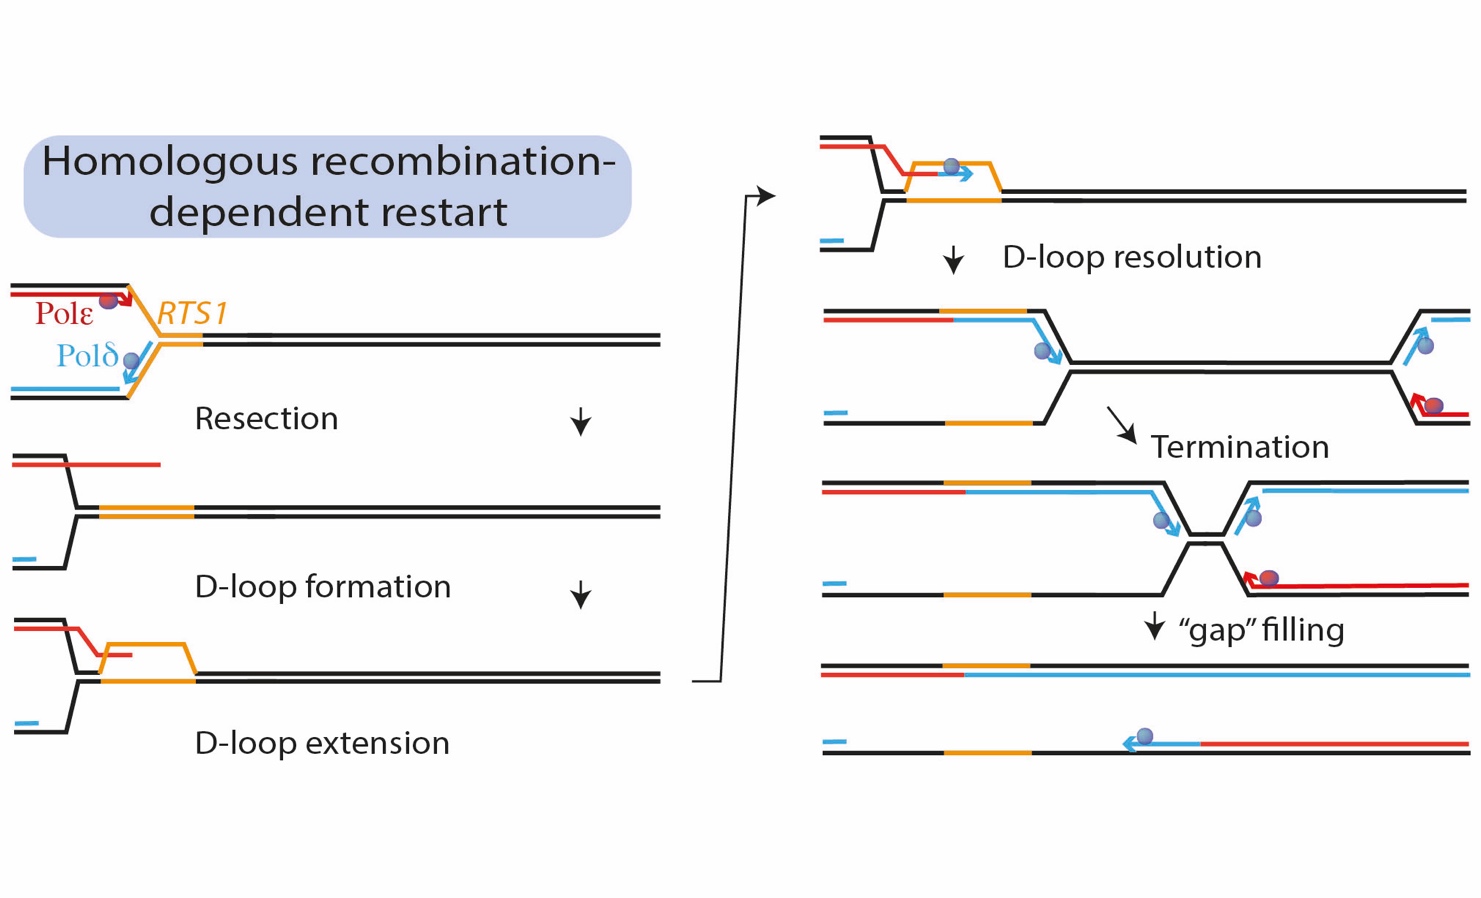 Homologous recombination-
dependent restart
Polε
RTS1
Polδ
Resection
D-loop formation
D-loop extension
D-loop resolution
Termination
“gap” filling